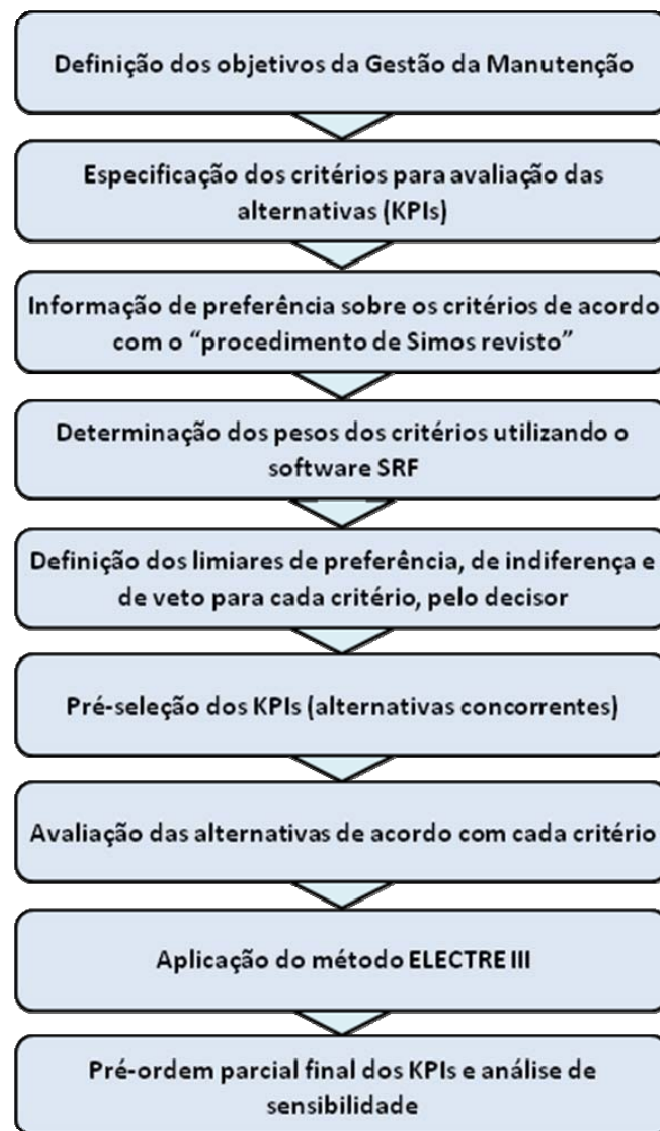 Definição dos objetivos da Gestão da Manutenção
Especificação dos critérios para avaliação das
alternativas (KPIs)
Informação de preferência sobre os critérios de acordo
com o “procedimento de Simos revisto”
Determinação dos pesos dos critérios utilizando o
software SRF
Definição dos limiares de preferência, de indiferença e
de veto para cada critério, pelo decisor
Pré-seleção dos KPIs (alternativas concorrentes)
Avaliação das alternativas de acordo com cada critério
Aplicação do método ELECTRE III
Pré-ordem parcial final dos KPIs e análise de
sensibilidade